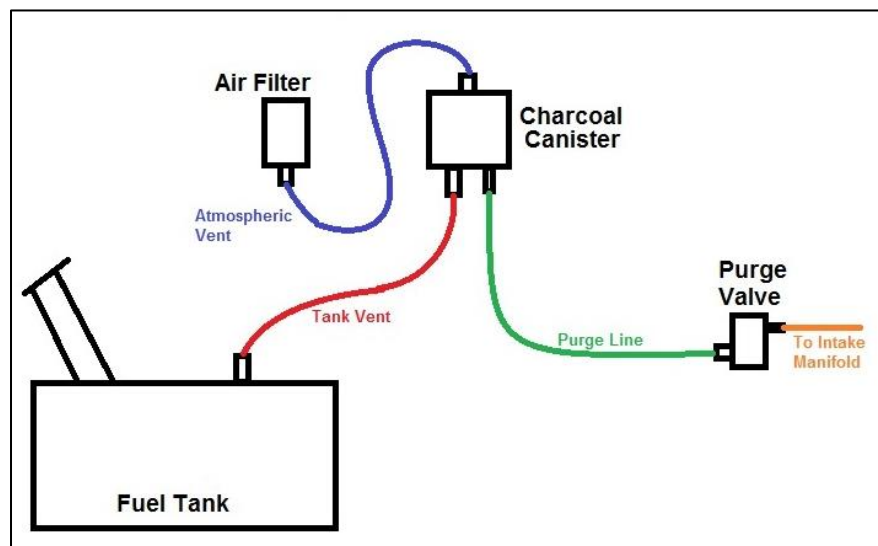 Air Filter
Charcoal
Canister
Atmospheric
Vent
Purge
Valve
Tank Vent
Purge Line
To Intake
Manifold
Fuel Tank